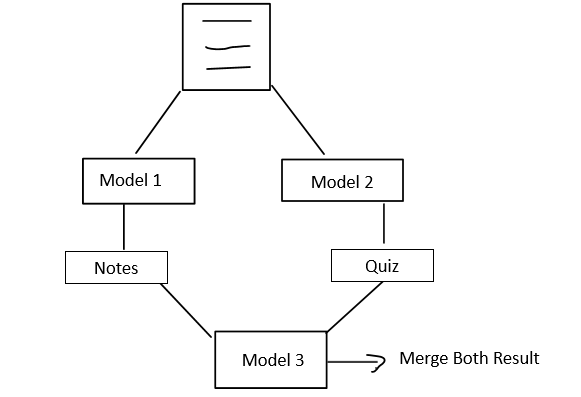 Model 1
Model 2
Notes
Quiz
Model 3
Merge Both Result